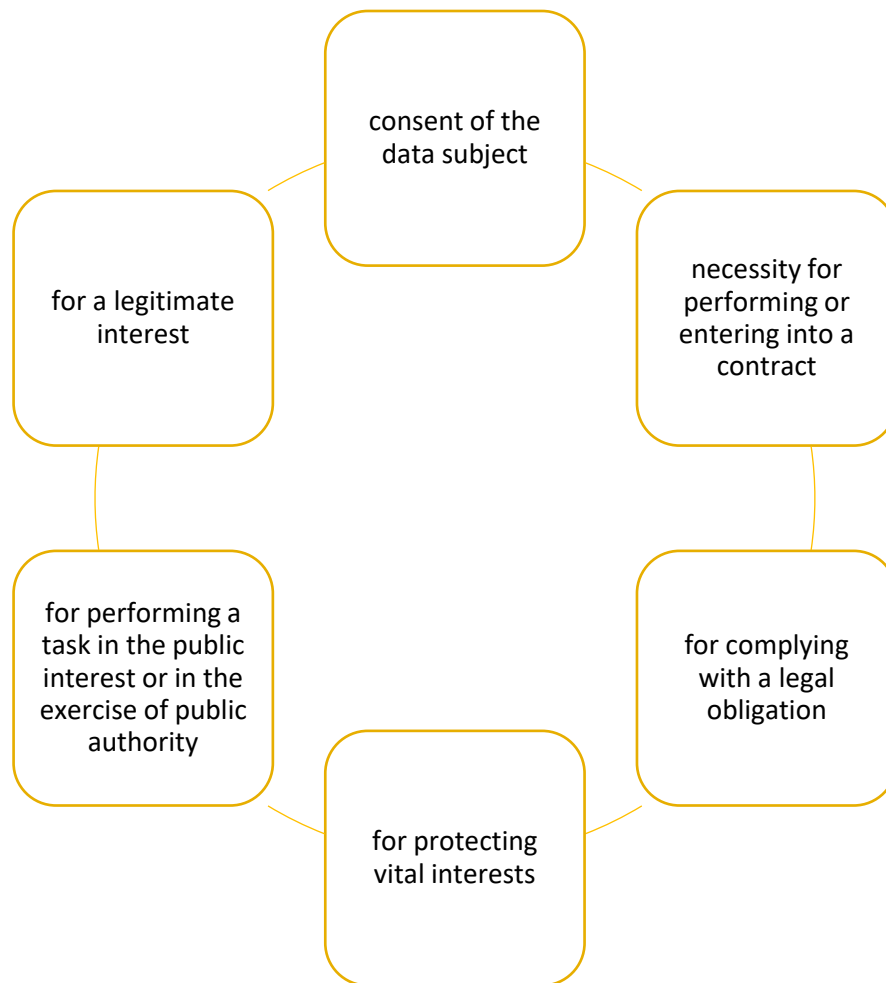 consent of the
data subject
necessity for
performing or
entering into a
contract
for complying
with a legal
obligation
for protecting
vital interests
for performing a
task in the public
interest or in the
exercise of public
authority
for a legitimate
interest